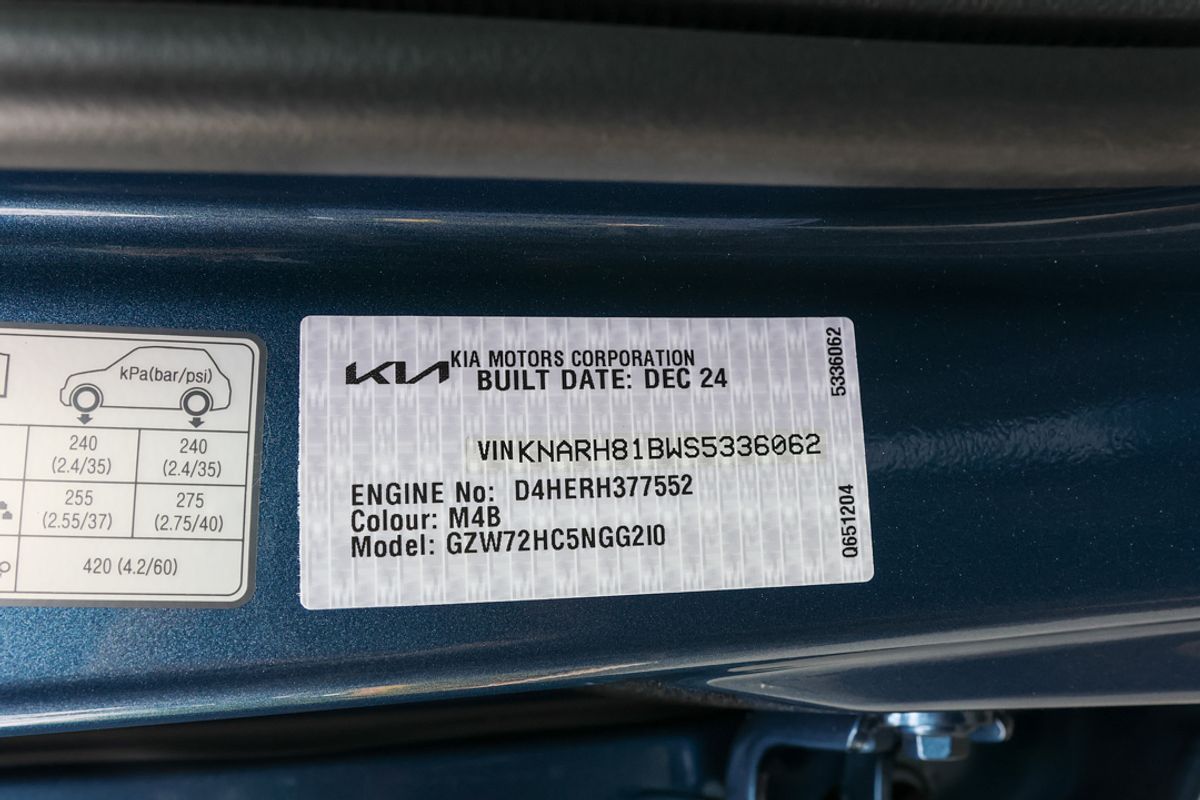 kPa(bar/psi)
240 240
(2.4/35) (2.4/35)
255 275
(2.55/37) (2.75/40)
420 (4.2/60)
KIA KIA MOTORS CORPORATION
BUILT DATE: DEC 24
VIN KNARH81BWS5336062
ENGINE No: D4HERH377552
Colour: M4B
Model: GZW72HC5NGG2I0
5336062
Q651204